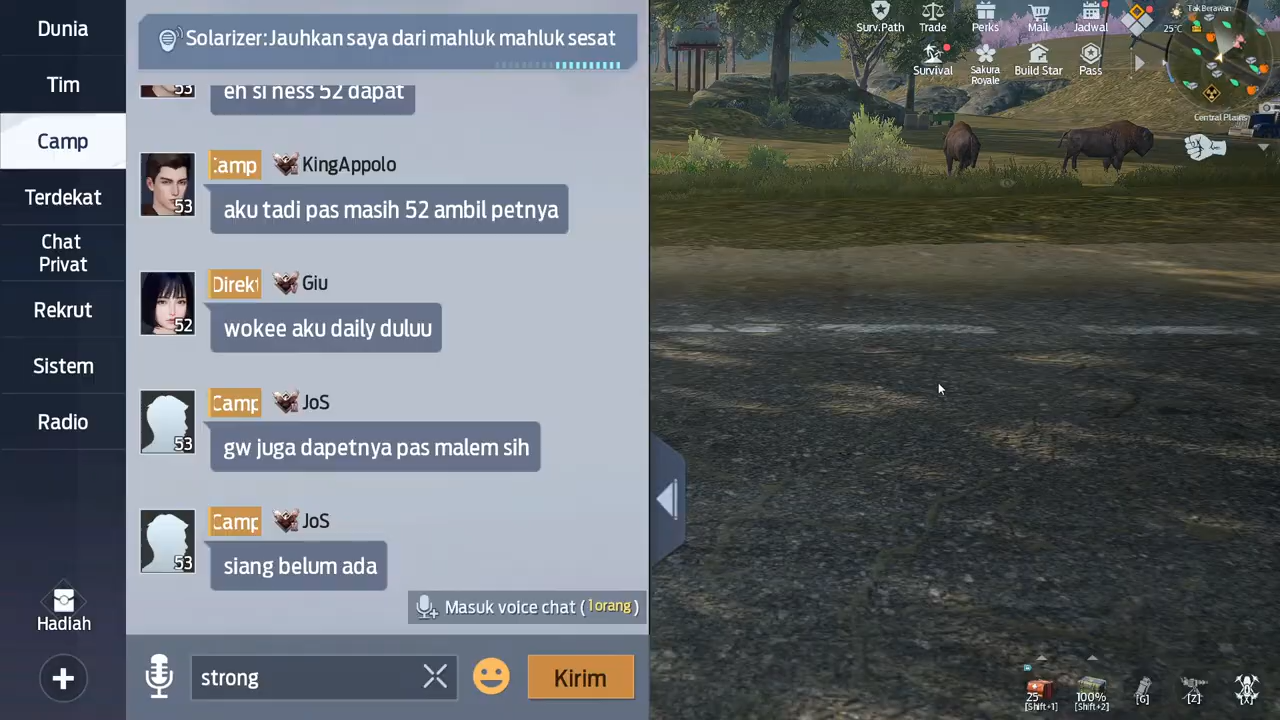 Dunia
Tim
Camp
Terdekat
Chat
Privat
Rekrut
Sistem
Radio
Hadiah
Solarizer:Jauhkan saya dari mahluk mahluk sesat
53
eh si ness 52 dapat
Camp KingAppolo
53
aku tadi pas masih 52 ambil petnya
Direkt Giu
52
wokee aku daily duluu
Camp JoS
53
gw juga dapetnya pas malem sih
Camp JoS
53
siang belum ada
Masuk voice chat (1orang)
strong
Kirim
Surv.Path
Trade
Perks
Mail
Jadwal
Survival
Sakura
Royale
Build Star
Pass
Tak Berawan
25°C
Central Plains
25
[Shift+1]
100%
[Shift+2]
[G]
[Z]
[X]